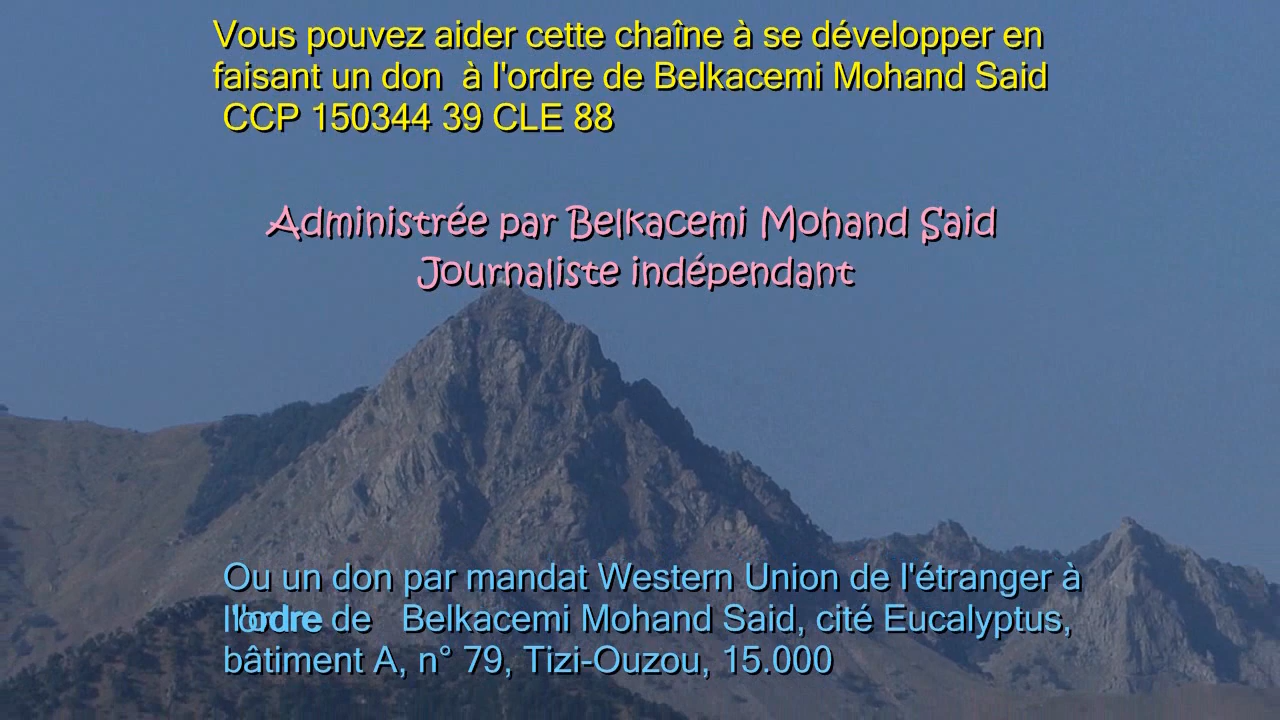 Vous pouvez aider cette chaîne à se développer en
faisant un don à l'ordre de Belkacemi Mohand Said
CCP 150344 39 CLE 88
Administrée par Belkacemi Mohand Said
Journaliste indépendant
Ou un don par mandat Western Union de l'étranger à
l'ordre de Belkacemi Mohand Said, cité Eucalyptus,
bâtiment A, n° 79, Tizi-Ouzou, 15.000